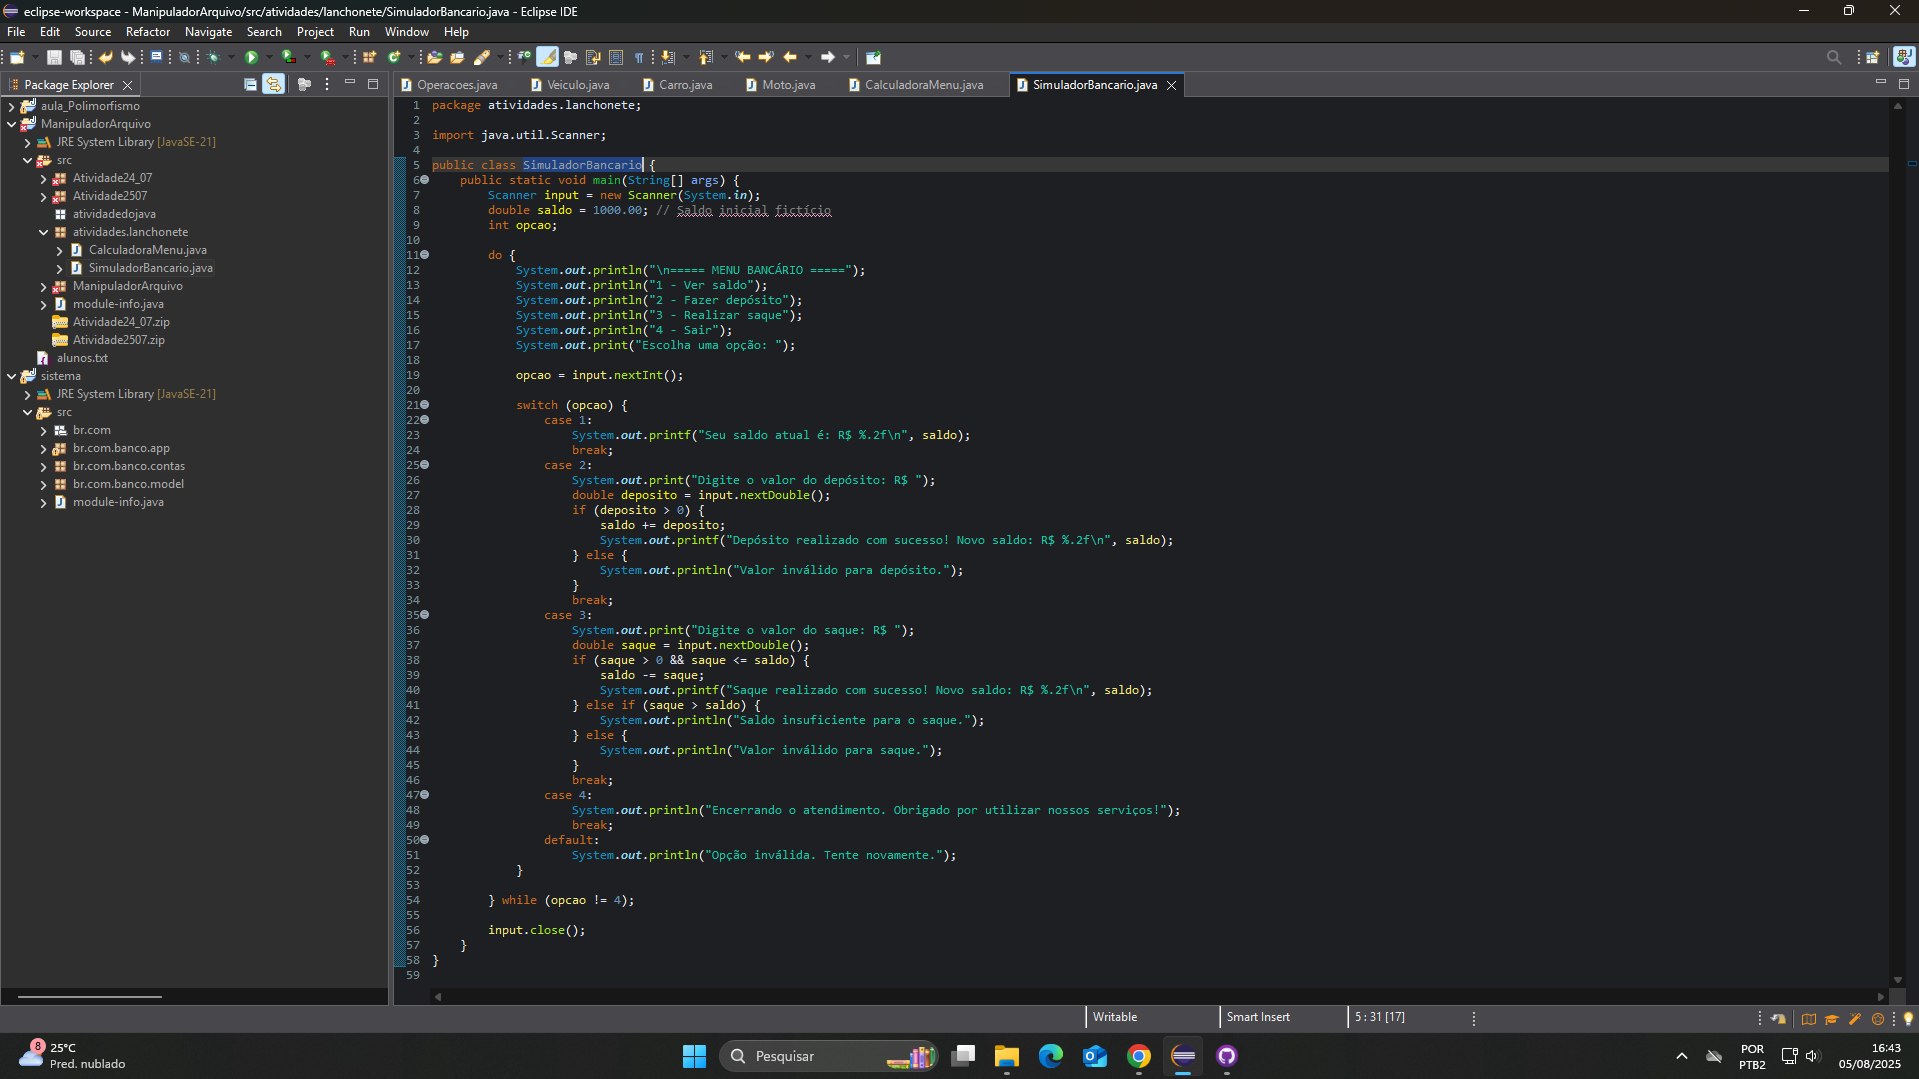 eclipse-workspace - ManipuladorArquivo/src/atividades/lanchonete/SimuladorBancario.java - Eclipse IDE
File Edit Source Refactor Navigate Search Project Run Window Help
Package Explorer
aula_Polimorfismo
ManipuladorArquivo
JRE System Library [JavaSE-21]
src
Atividade24_07
Atividade2507
atividadedojava
atividades.lanchonete
CalculadoraMenu.java
SimuladorBancario.java
ManipuladorArquivo
module-info.java
Atividade24_07.zip
Atividade2507.zip
alunos.txt
sistema
JRE System Library [JavaSE-21]
src
br.com
br.com.banco.app
br.com.banco.contas
br.com.banco.model
module-info.java
Operacoes.java Veiculo.java Carro.java Moto.java CalculadoraMenu.java SimuladorBancario.java
1 package atividades.lanchonete;
2
3 import java.util.Scanner;
4
5 public class SimuladorBancario {
6 public static void main(String[] args) {
7 Scanner input = new Scanner(System.in);
8 double saldo = 1000.00; // Saldo inicial fictício
9 int opcao;
10
11 do {
12 System.out.println("\n===== MENU BANCÁRIO =====");
13 System.out.println("1 - Ver saldo");
14 System.out.println("2 - Fazer depósito");
15 System.out.println("3 - Realizar saque");
16 System.out.println("4 - Sair");
17 System.out.print("Escolha uma opção: ");
18
19 opcao = input.nextInt();
20
21 switch (opcao) {
22 case 1:
23 System.out.printf("Seu saldo atual é: R$ %.2f\n", saldo);
24 break;
25 case 2:
26 System.out.print("Digite o valor do depósito: R$ ");
27 double deposito = input.nextDouble();
28 if (deposito > 0) {
29 saldo += deposito;
30 System.out.printf("Depósito realizado com sucesso! Novo saldo: R$ %.2f\n", saldo);
31 } else {
32 System.out.println("Valor inválido para depósito.");
33 }
34 break;
35 case 3:
36 System.out.print("Digite o valor do saque: R$ ");
37 double saque = input.nextDouble();
38 if (saque > 0 && saque <= saldo) {
39 saldo -= saque;
40 System.out.printf("Saque realizado com sucesso! Novo saldo: R$ %.2f\n", saldo);
41 } else if (saque > saldo) {
42 System.out.println("Saldo insuficiente para o saque.");
43 } else {
44 System.out.println("Valor inválido para saque.");
45 }
46 break;
47 case 4:
48 System.out.println("Encerrando o atendimento. Obrigado por utilizar nossos serviços!");
49 break;
50 default:
51 System.out.println("Opção inválida. Tente novamente.");
52 }
53
54 } while (opcao != 4);
55
56 input.close();
57 }
58 }
59
Writable Smart Insert 5 : 31 [17]
8
25°C
Pred. nublado
Pesquisar
POR
PTB2
16:43
05/08/2025